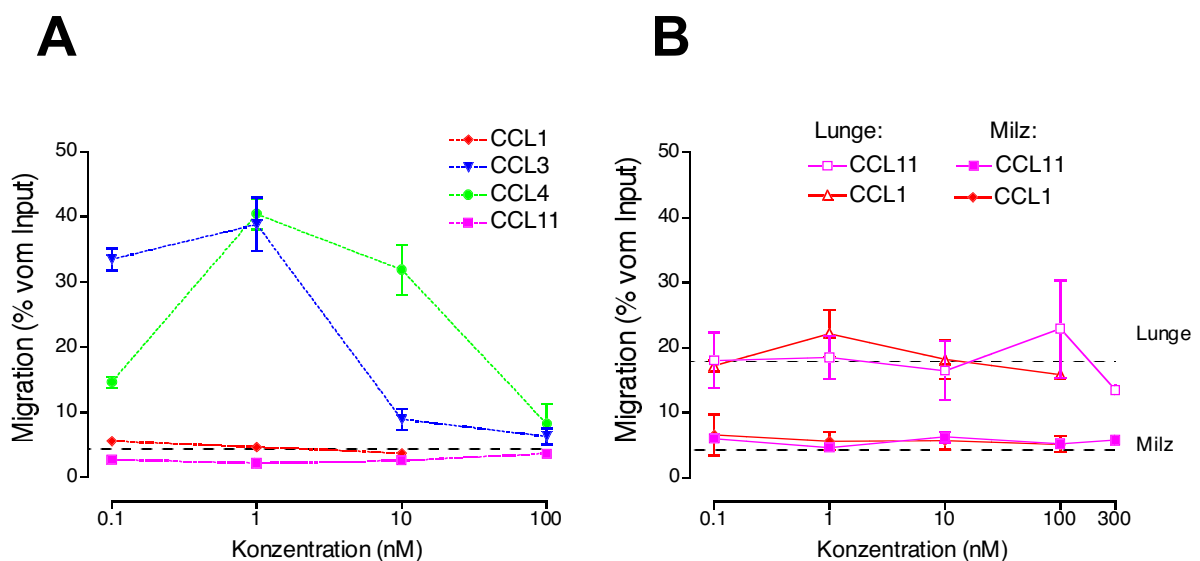 A
B
CCL1
CCL3
CCL4
CCL11
Migration (% vom Input)
50
40
30
20
10
0
0.1
1
10
100
Konzentration (nM)
Lunge:
Milz:
CCL11
CCL11
CCL1
CCL1
Migration (% vom Input)
50
40
30
20
10
0
Lunge
Milz
0.1
1
10
100
300
Konzentration (nM)